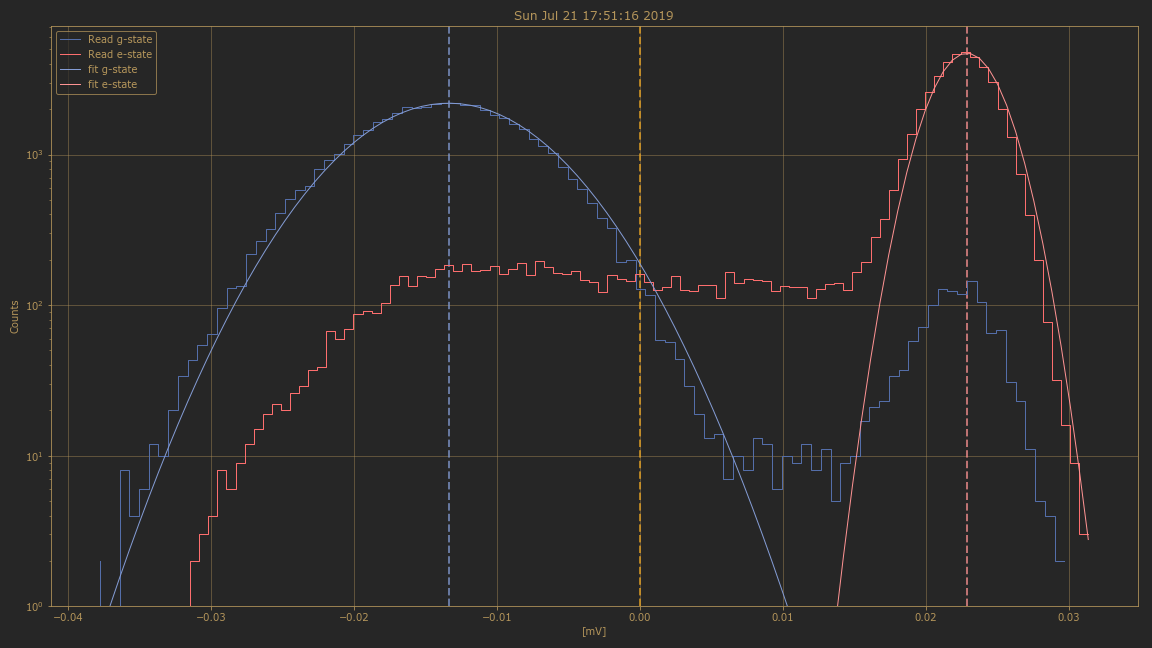 Sun Jul 21 17:51:16 2019
Read g-state
Read e-state
fit g-state
fit e-state
Counts
10³
10²
10¹
10⁰
−0.04 −0.03 −0.02 −0.01 0.00 0.01 0.02 0.03
[mV]